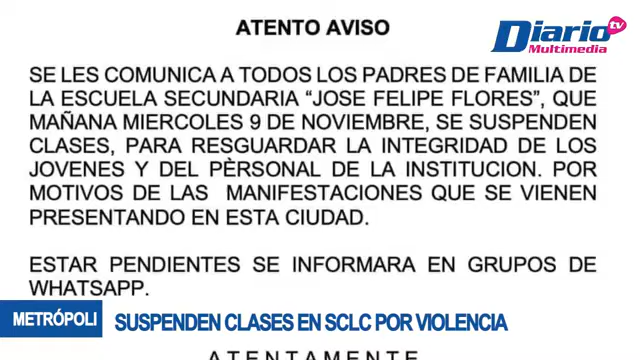 ATENTO AVISO
Diario tv
Multimedia
SE LES COMUNICA A TODOS LOS PADRES DE FAMILIA DE
LA ESCUELA SECUNDARIA “JOSE FELIPE FLORES”, QUE
MAÑANA MIERCOLES 9 DE NOVIEMBRE, SE SUSPENDEN
CLASES, PARA RESGUARDAR LA INTEGRIDAD DE LOS
JOVENES Y DEL PÈRSONAL DE LA INSTITUCION. POR
MOTIVOS DE LAS MANIFESTACIONES QUE SE VIENEN
PRESENTANDO EN ESTA CIUDAD.
ESTAR PENDIENTES SE INFORMARA EN GRUPOS DE
WHATSAPP.
METRÓPOLI
SUSPENDEN CLASES EN SCLC POR VIOLENCIA
ATENTAMENTE